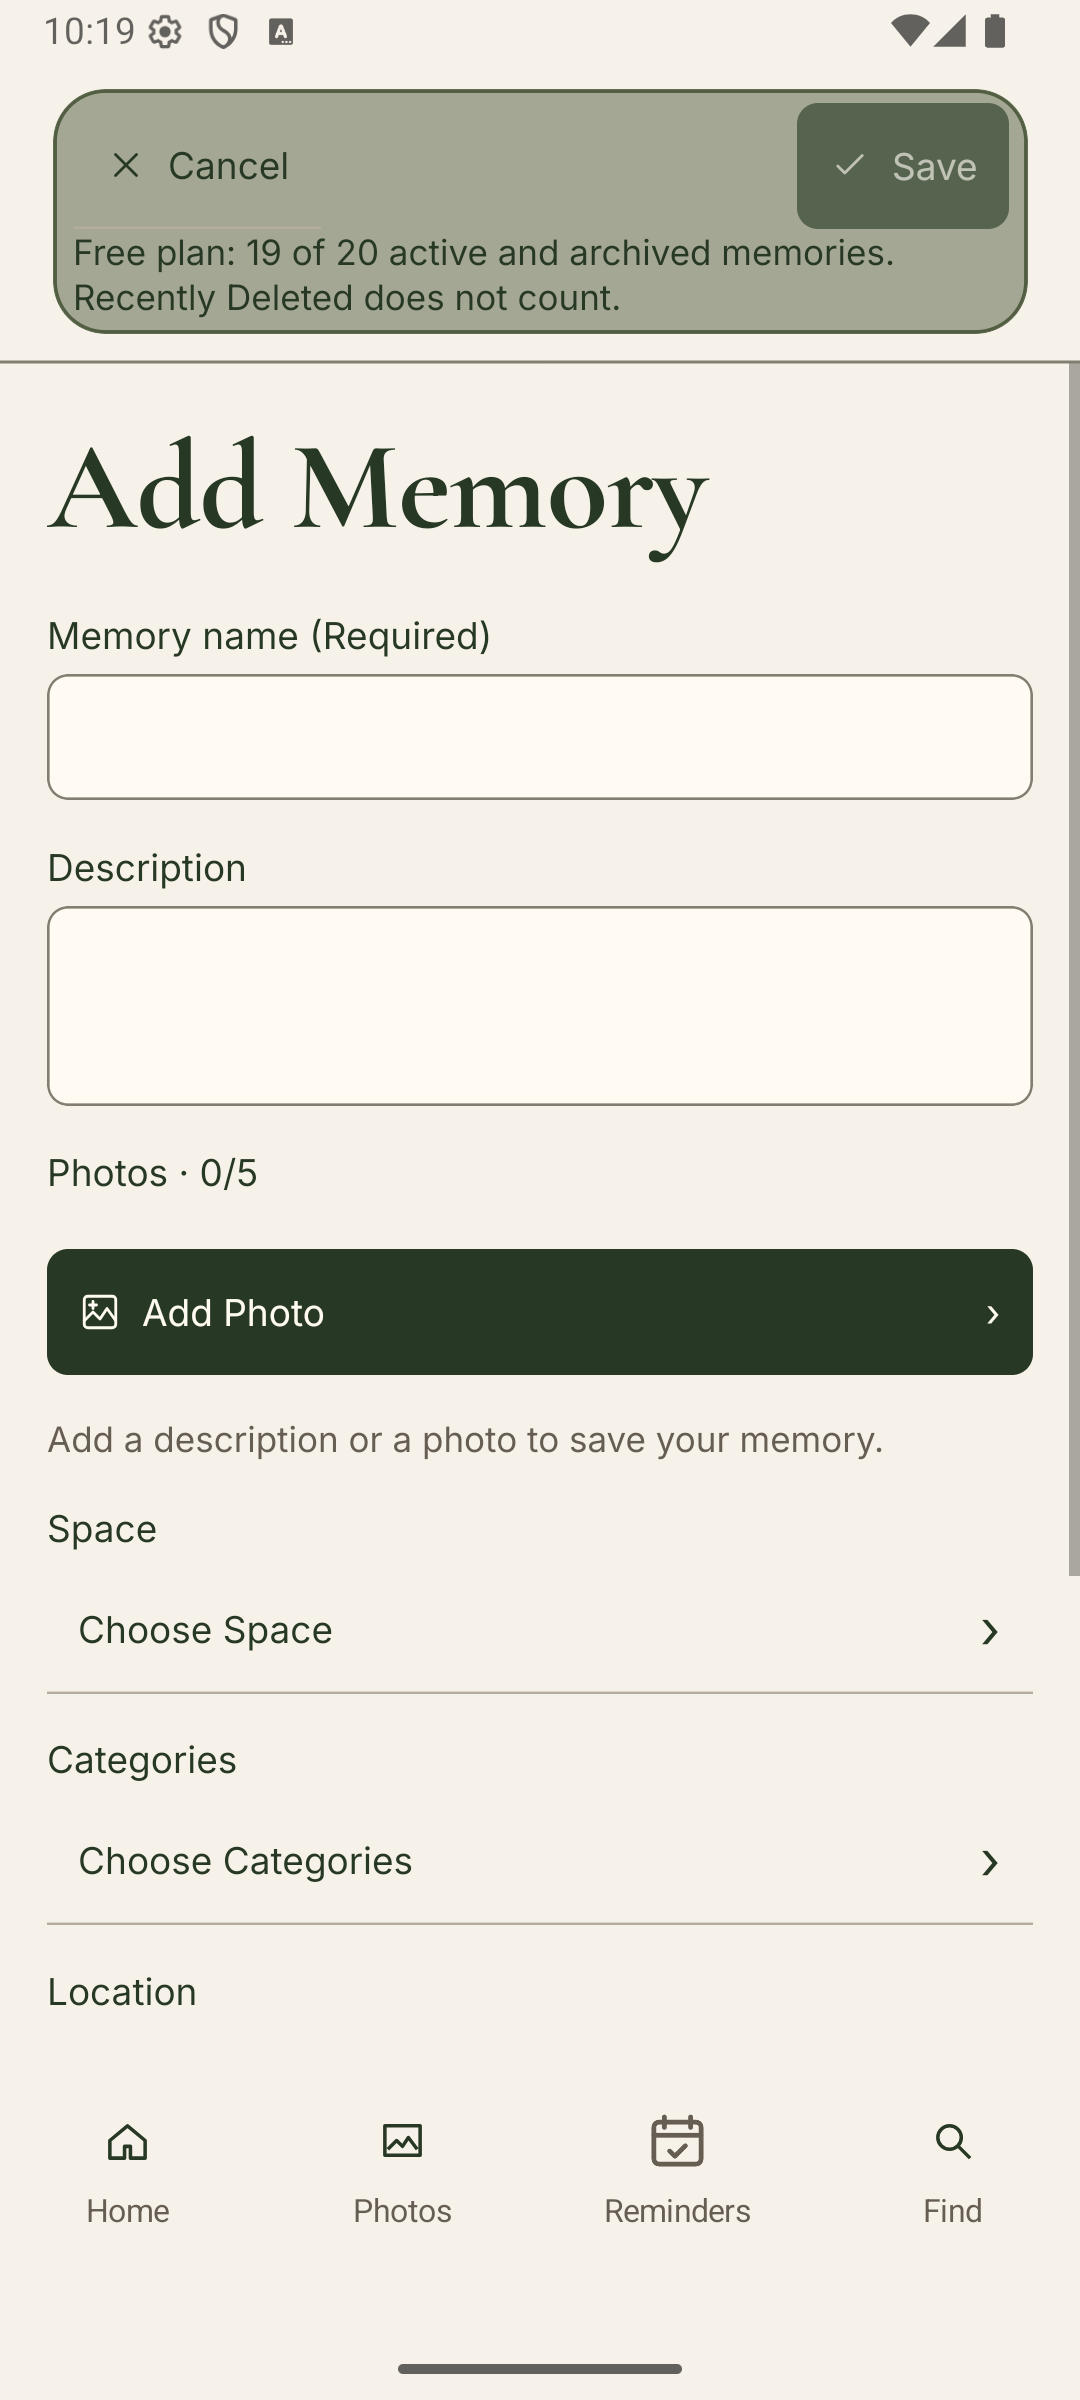 10:19
Cancel
Save
Free plan: 19 of 20 active and archived memories.
Recently Deleted does not count.
Add Memory
Memory name (Required)
Description
Photos · 0/5
Add Photo
Add a description or a photo to save your memory.
Space
Choose Space
Categories
Choose Categories
Location
Home
Photos
Reminders
Find